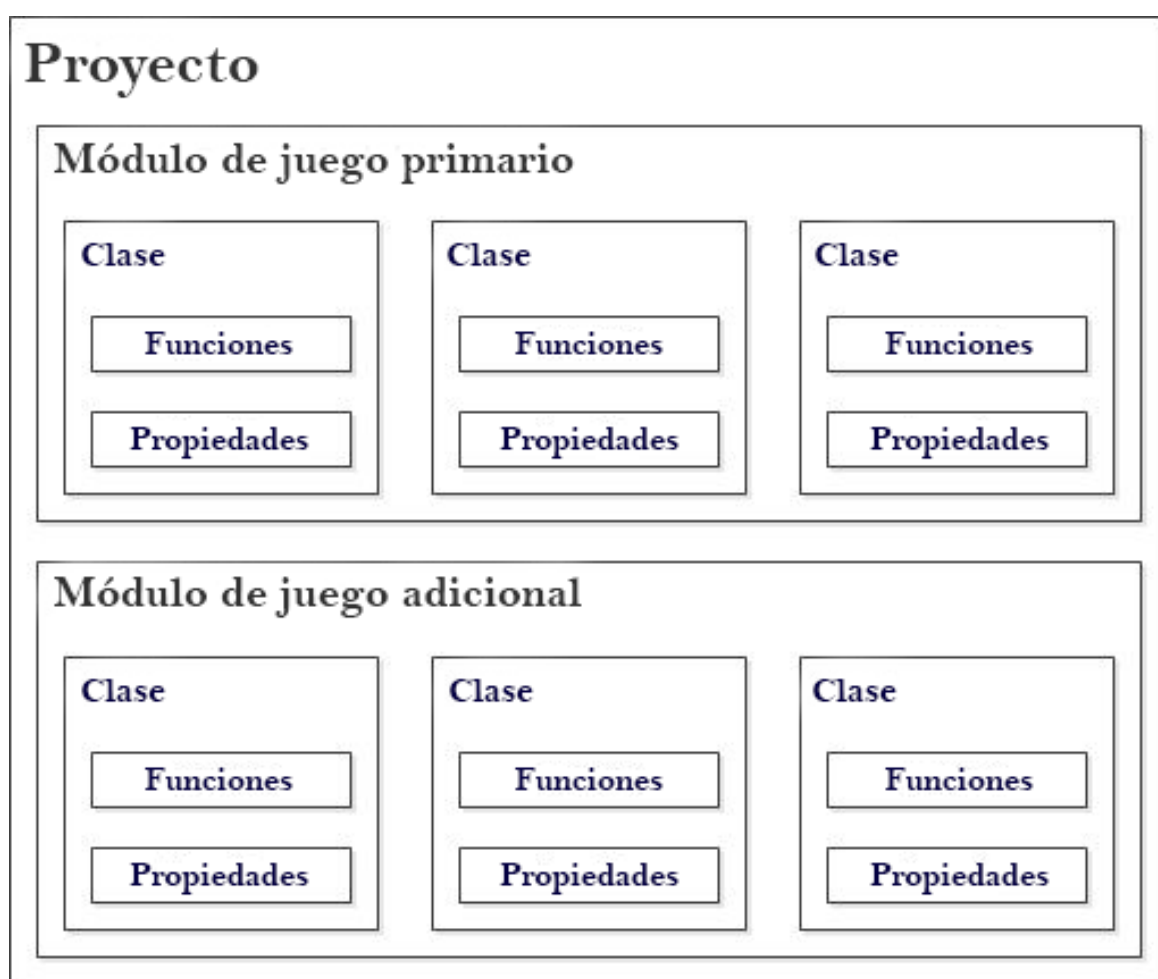 Proyecto
Módulo de juego primario
Clase Clase Clase
Funciones Funciones Funciones
Propiedades Propiedades Propiedades
Módulo de juego adicional
Clase Clase Clase
Funciones Funciones Funciones
Propiedades Propiedades Propiedades